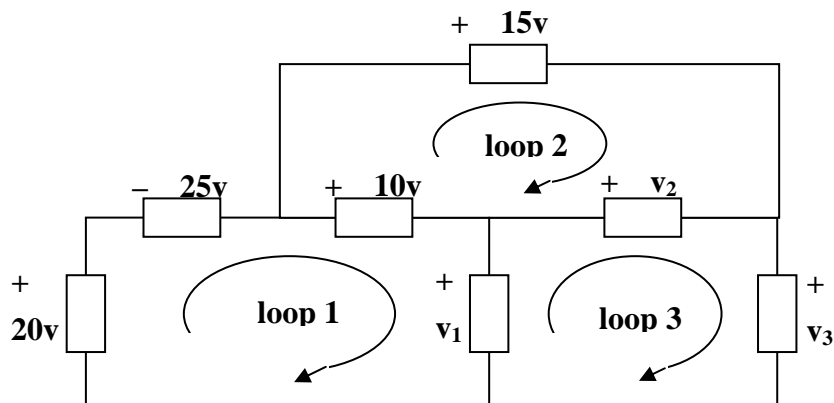 + 15v
loop 2
– 25v + 10v + v₂
+ + +
loop 1 loop 3
20v v₁ v₃